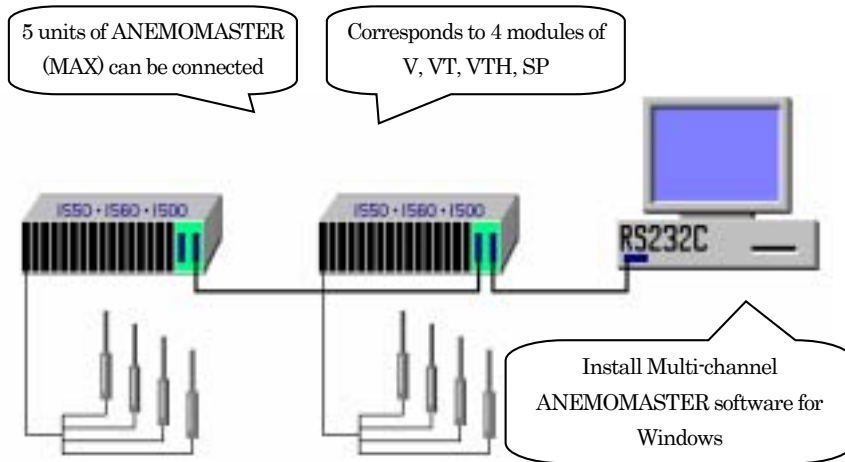 5 units of ANEMOMASTER
(MAX) can be connected
Corresponds to 4 modules of
V, VT, VTH, SP
1550・1560・1500
1550・1560・1500
RS232C
Install Multi-channel
ANEMOMASTER software for
Windows